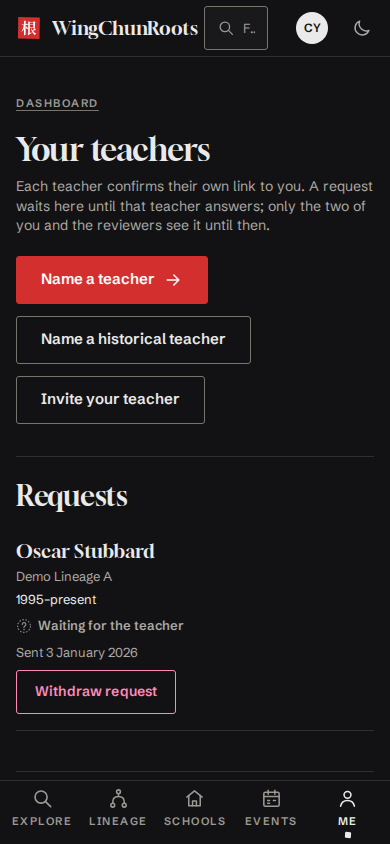 根 WingChunRoots F.. CY
DASHBOARD
Your teachers
Each teacher confirms their own link to you. A request
waits here until that teacher answers; only the two of
you and the reviewers see it until then.
Name a teacher →
Name a historical teacher
Invite your teacher
Requests
Oscar Stubbard
Demo Lineage A
1995–present
Waiting for the teacher
Sent 3 January 2026
Withdraw request
EXPLORE LINEAGE SCHOOLS EVENTS ME